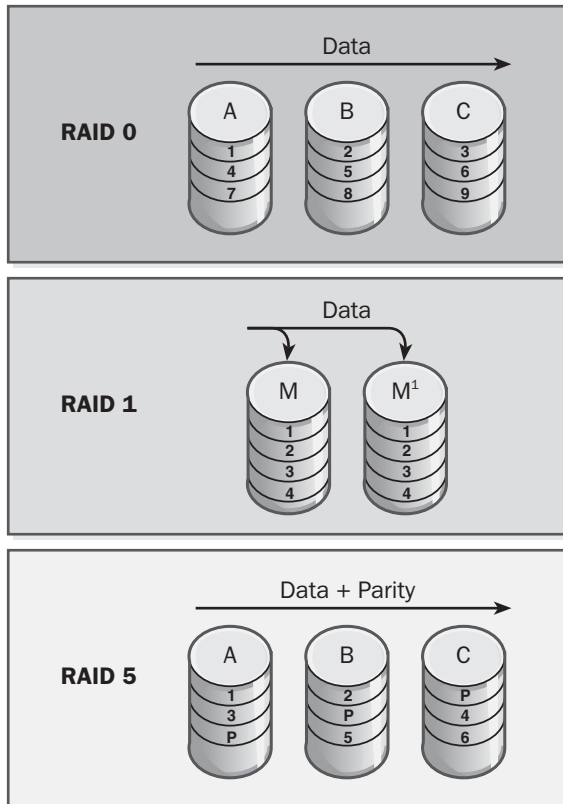 Data
A B C
RAID 0
1 2 3
4 5 6
7 8 9
Data
M M¹
RAID 1
1 1
2 2
3 3
4 4
Data + Parity
A B C
RAID 5
1 2 P
3 P 4
P 5 6